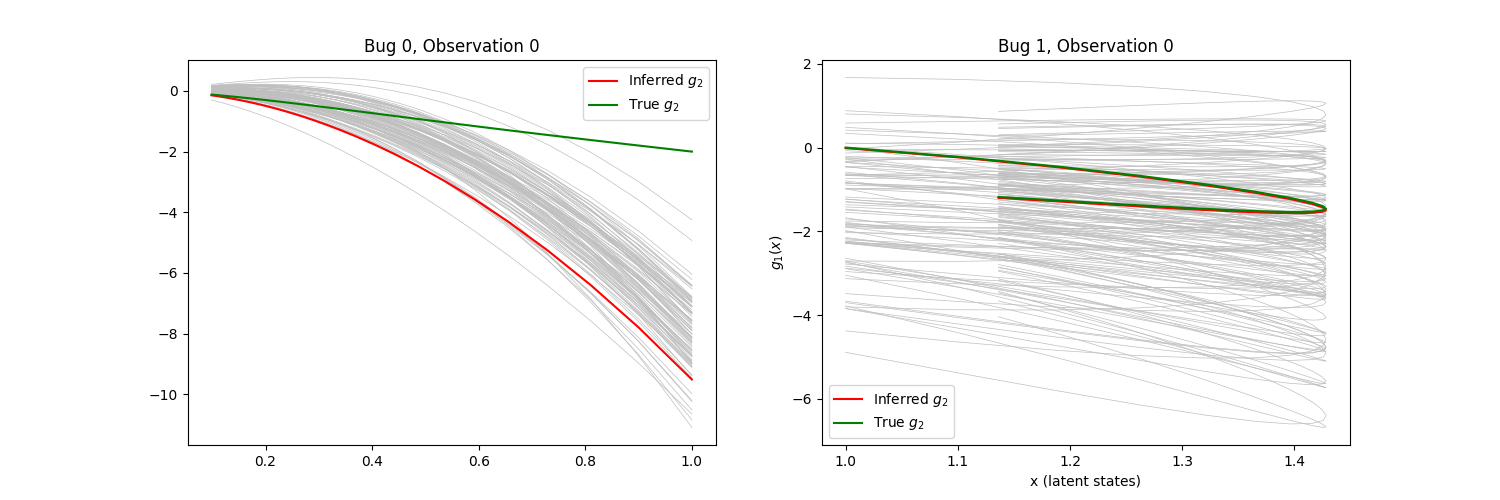 Bug 0, Observation 0
Inferred g₂
True g₂
0
−2
−4
−6
−8
−10
0.2
0.4
0.6
0.8
1.0
Bug 1, Observation 0
2
0
−2
−4
−6
g₁(x)
Inferred g₂
True g₂
1.0
1.1
1.2
1.3
1.4
x (latent states)